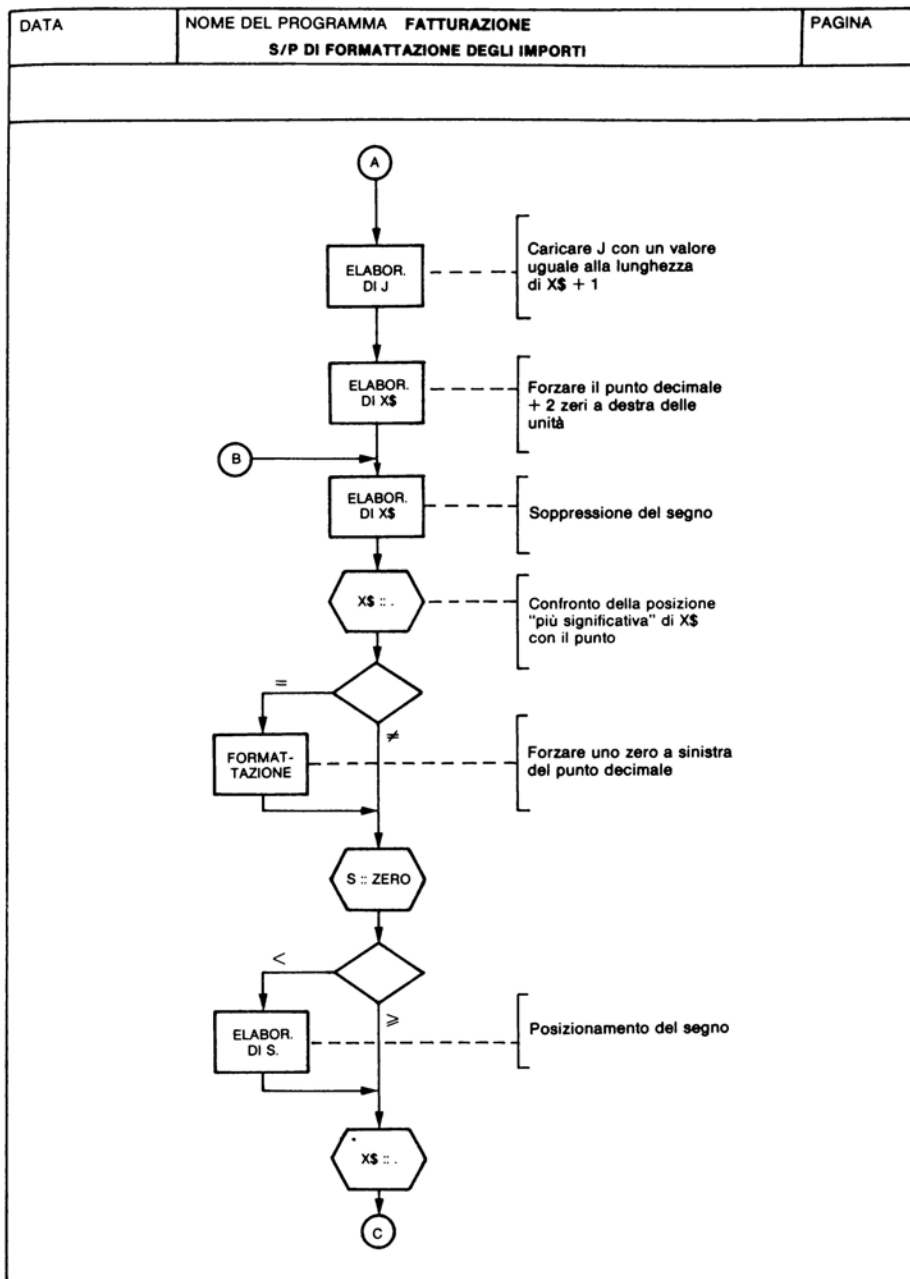 DATA
NOME DEL PROGRAMMA FATTURAZIONE
S/P DI FORMATTAZIONE DEGLI IMPORTI
PAGINA
A
ELABOR.
DI J
Caricare J con un valore
uguale alla lunghezza
di X$ + 1
ELABOR.
DI X$
Forzare il punto decimale
+ 2 zeri a destra delle
unità
B
ELABOR.
DI X$
Soppressione del segno
X$ :: .
Confronto della posizione
"più significativa" di X$
con il punto
=
≠
FORMAT-
TAZIONE
Forzare uno zero a sinistra
del punto decimale
S :: ZERO
<
≥
ELABOR.
DI S.
Posizionamento del segno
X$ :: .
C